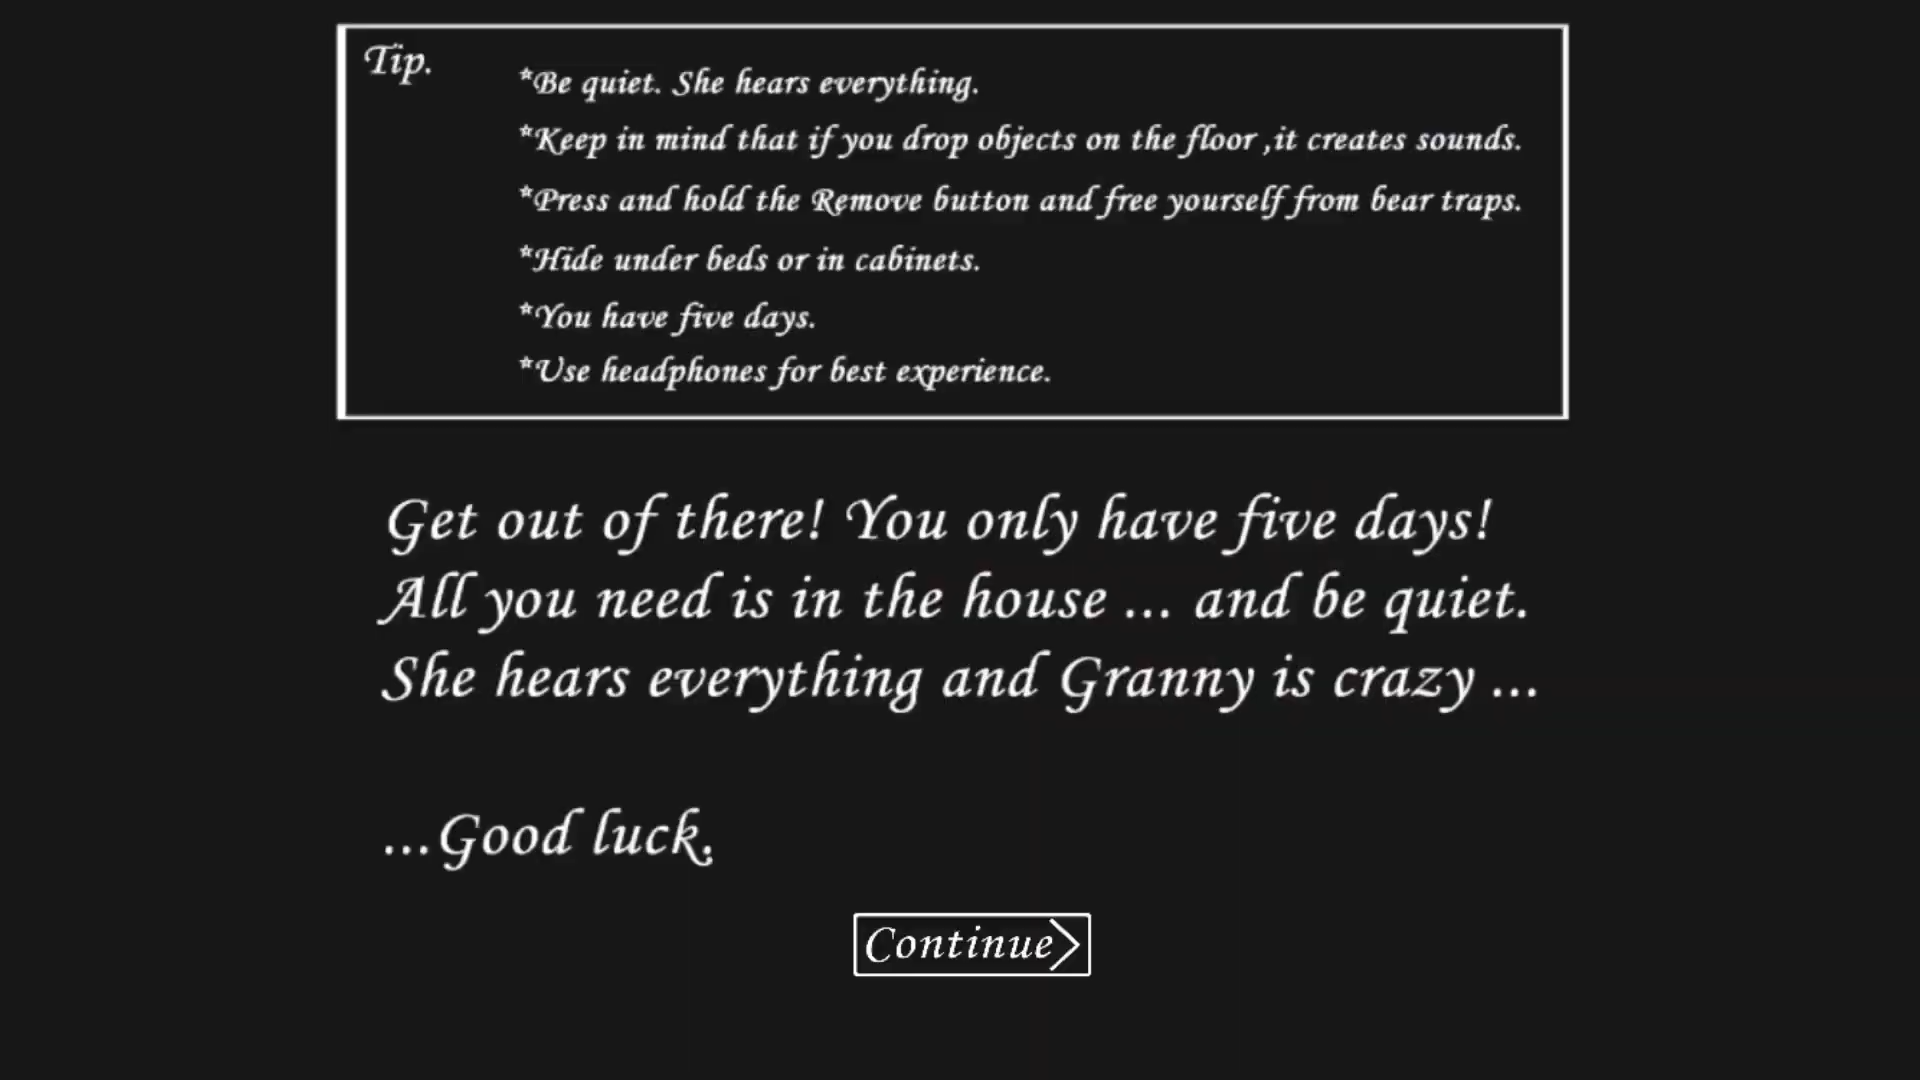 Tip.
*Be quiet. She hears everything.
*Keep in mind that if you drop objects on the floor ,it creates sounds.
*Press and hold the Remove button and free yourself from bear traps.
*Hide under beds or in cabinets.
*You have five days.
*Use headphones for best experience.
Get out of there! You only have five days!
All you need is in the house ... and be quiet.
She hears everything and Granny is crazy ...
...Good luck.
Continue>